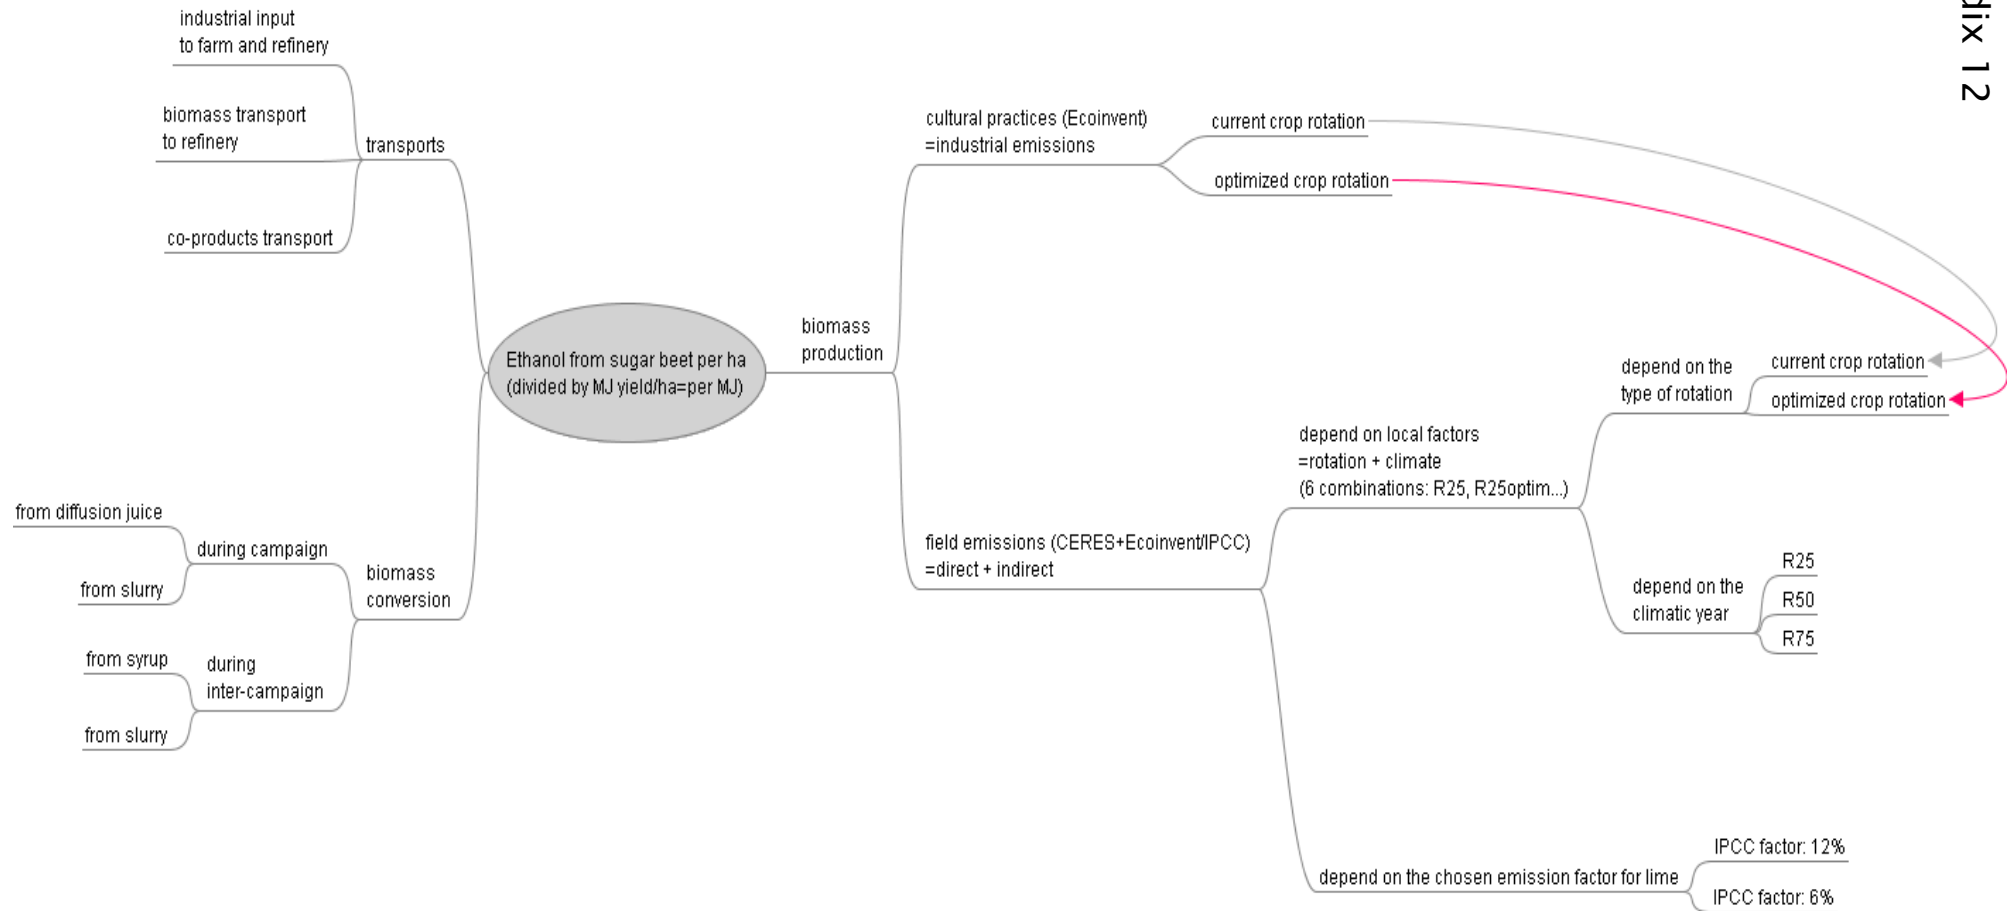 industrial input
to farm and refinery
biomass transport
to refinery
transports
co-products transport
Ethanol from sugar beet per ha
(divided by MJ yield/ha=per MJ)
from diffusion juice
during campaign
from slurry
biomass
conversion
from syrup
during
inter-campaign
from slurry
biomass
production
cultural practices (Ecoinvent)
=industrial emissions
current crop rotation
optimized crop rotation
field emissions (CERES+Ecoinvent/IPCC)
=direct + indirect
depend on local factors
=rotation + climate
(6 combinations: R25, R25optim...)
depend on the
type of rotation
current crop rotation
optimized crop rotation
depend on the
climatic year
R25
R50
R75
depend on the chosen emission factor for lime
IPCC factor: 12%
IPCC factor: 6%
dix 12